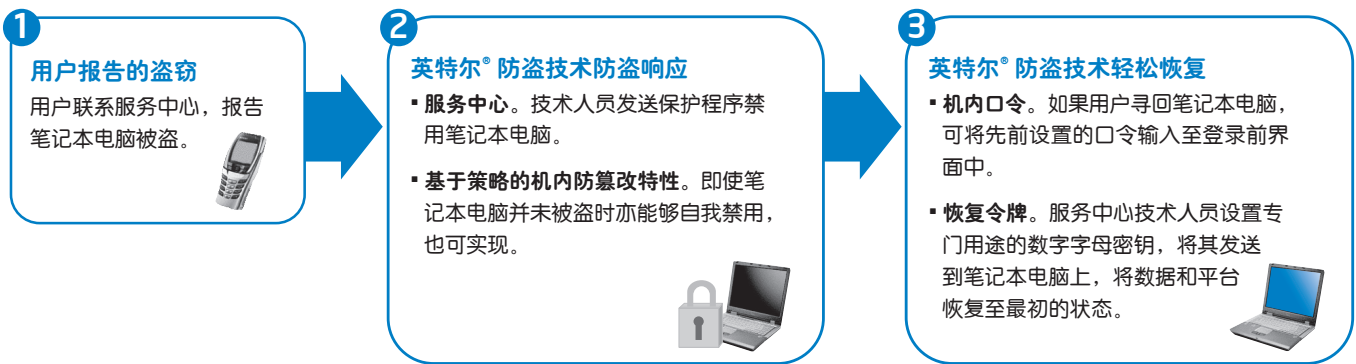 1
用户报告的盗窃
用户联系服务中心，报告
笔记本电脑被盗。
2
英特尔® 防盗技术防盗响应
▪ 服务中心。技术人员发送保护程序禁
用笔记本电脑。
▪ 基于策略的机内防篡改特性。即使笔
记本电脑并未被盗时亦能够自我禁用，
也可实现。
3
英特尔® 防盗技术轻松恢复
▪ 机内口令。如果用户寻回笔记本电脑，
可将先前设置的口令输入至登录前界
面中。
▪ 恢复令牌。服务中心技术人员设置专
门用途的数字字母密钥，将其发送
到笔记本电脑上，将数据和平台
恢复至最初的状态。